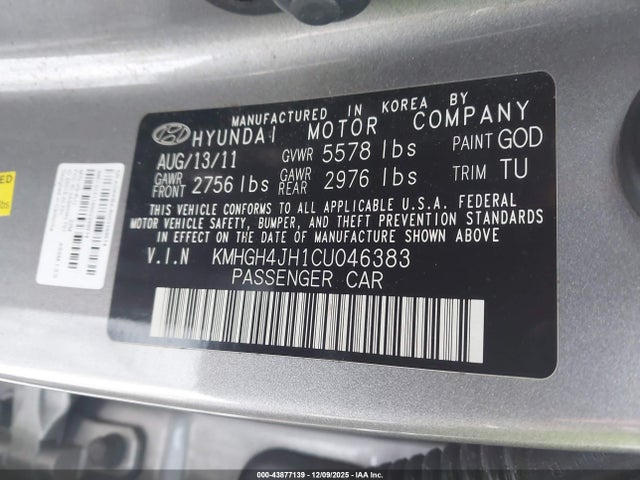 MANUFACTURED IN KOREA BY
HYUNDAI MOTOR COMPANY
AUG/13/11 GVWR 5578 lbs PAINT GOD
GAWR FRONT 2756 lbs GAWR REAR 2976 lbs TRIM TU
THIS VEHICLE CONFORMS TO ALL APPLICABLE U.S.A. FEDERAL
MOTOR VEHICLE SAFETY, BUMPER, AND THEFT PREVENTION STANDARDS
IN EFFECT ON THE DATE OF MANUFACTURE SHOWN ABOVE
V.I.N KMHGH4JH1CU046383
PASSENGER CAR
000-43877139 - 12/09/2025 - IAA, Inc.